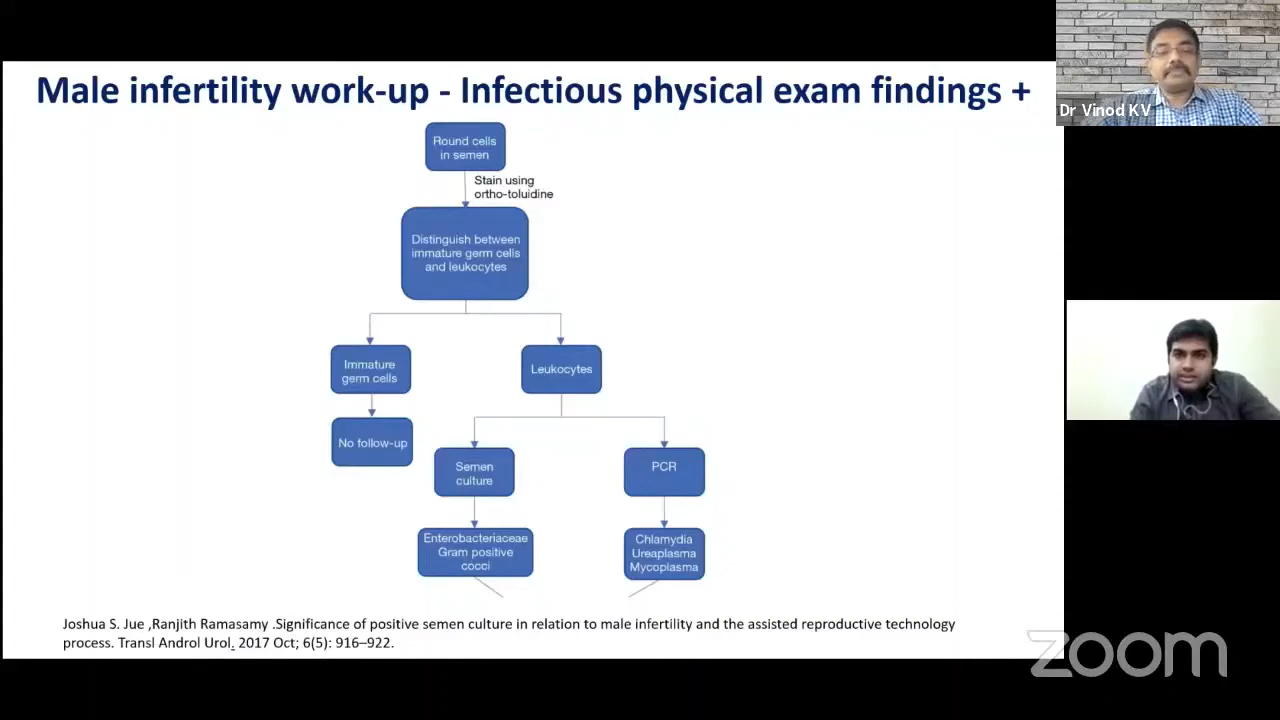 Male infertility work-up - Infectious physical exam findings +
Dr Vinod KV
Round cells
in semen
Stain using
ortho-toluidine
Distinguish between
immature germ cells
and leukocytes
Immature
germ cells
Leukocytes
No follow-up
Semen
culture
PCR
Enterobacteriaceae
Gram positive
cocci
Chlamydia
Ureaplasma
Mycoplasma
Joshua S. Jue ,Ranjith Ramasamy .Significance of positive semen culture in relation to male infertility and the assisted reproductive technology
process. Transl Androl Urol. 2017 Oct; 6(5): 916–922.
zoom